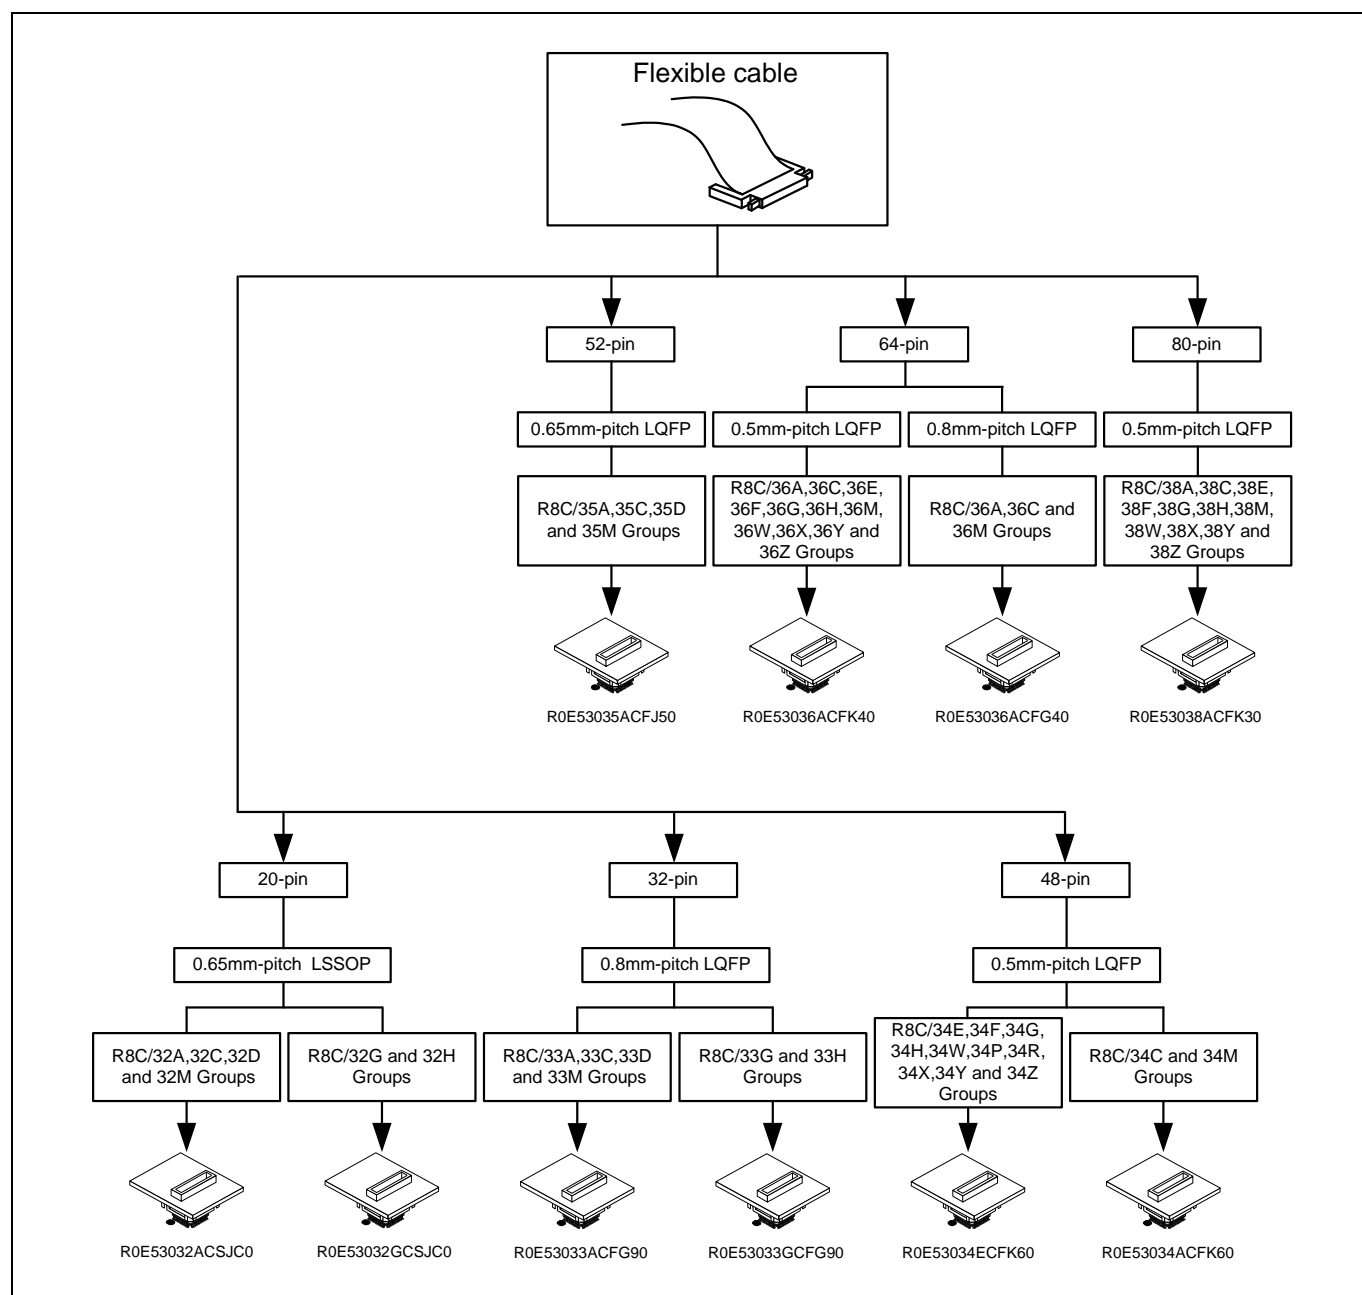 Flexible cable
52-pin
64-pin
80-pin
0.65mm-pitch LQFP
0.5mm-pitch LQFP
0.8mm-pitch LQFP
0.5mm-pitch LQFP
R8C/35A,35C,35D
and 35M Groups
R8C/36A,36C,36E,
36F,36G,36H,36M,
36W,36X,36Y and
36Z Groups
R8C/36A,36C and
36M Groups
R8C/38A,38C,38E,
38F,38G,38H,38M,
38W,38X,38Y and
38Z Groups
R0E53035ACFJ50
R0E53036ACFK40
R0E53036ACFG40
R0E53038ACFK30
20-pin
32-pin
48-pin
0.65mm-pitch  LSSOP
0.8mm-pitch LQFP
0.5mm-pitch LQFP
R8C/32A,32C,32D
and 32M Groups
R8C/32G and 32H
Groups
R8C/33A,33C,33D
and 33M Groups
R8C/33G and 33H
Groups
R8C/34E,34F,34G,
34H,34W,34P,34R,
34X,34Y and 34Z
Groups
R8C/34C and 34M
Groups
R0E53032ACSJC0
R0E53032GCSJC0
R0E53033ACFG90
R0E53033GCFG90
R0E53034ECFK60
R0E53034ACFK60